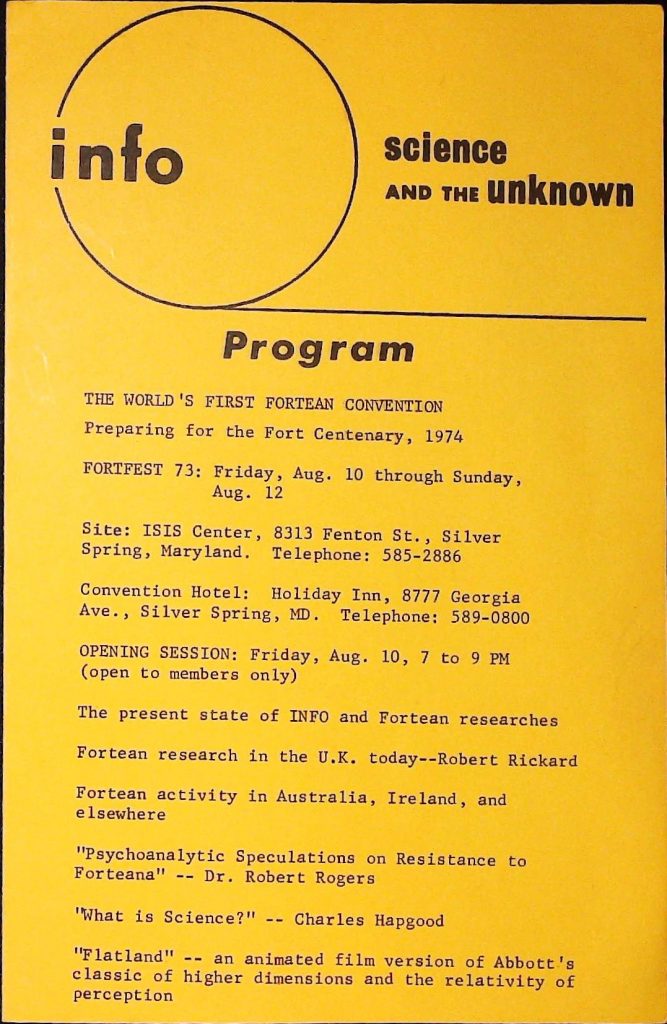 info
science
AND THE unknown
Program
THE WORLD'S FIRST FORTEAN CONVENTION
Preparing for the Fort Centenary, 1974
FORTFEST 73: Friday, Aug. 10 through Sunday,
Aug. 12
Site: ISIS Center, 8313 Fenton St., Silver
Spring, Maryland. Telephone: 585-2886
Convention Hotel: Holiday Inn, 8777 Georgia
Ave., Silver Spring, MD. Telephone: 589-0800
OPENING SESSION: Friday, Aug. 10, 7 to 9 PM
(open to members only)
The present state of INFO and Fortean researches
Fortean research in the U.K. today--Robert Rickard
Fortean activity in Australia, Ireland, and
elsewhere
"Psychoanalytic Speculations on Resistance to
Forteana" -- Dr. Robert Rogers
"What is Science?" -- Charles Hapgood
"Flatland" -- an animated film version of Abbott's
classic of higher dimensions and the relativity of
perception